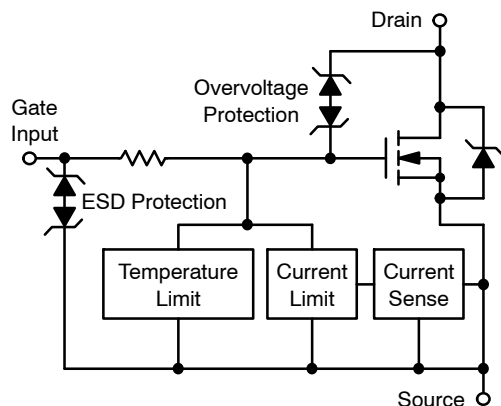 Drain
Overvoltage
Protection
Gate
Input
ESD Protection
Temperature
Limit
Current
Limit
Current
Sense
Source